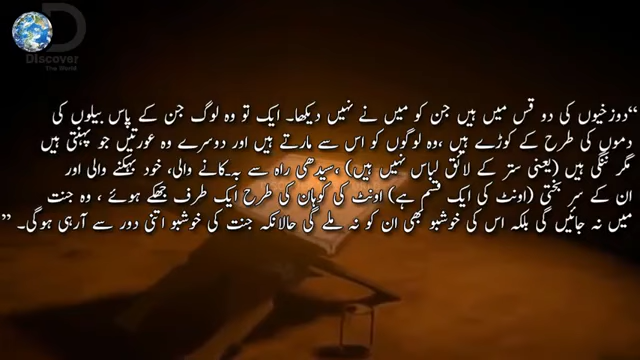 Discover
The World
“دوزخیوں کی دو قس میں ہیں جن کو میں نے نہیں دیکھا۔ ایک تو وہ لوگ جن کے پاس بیلوں کی
دموں کی طرح کے کوڑے ہیں ،وہ لوگوں کو اس سے مارتے ہیں اور دوسرے وہ عورتیں جو پہنتی ہیں
مگر ننگی ہیں (یعنی ستر کے لائق لباس نہیں ہیں) ،سیدھی راہ سے بہکانے والی، خود بہکنے والی اور
ان کے سر بختی (اونٹ کی ایک قسم ہے) اونٹ کی کوہان کی طرح ایک طرف جھکے ہوئے ، وہ جنت
میں نہ جائیں گی بلکہ اس کی خوشبو بھی ان کو نہ ملے گی حالانکہ جنت کی خوشبو اتنی دور سے آرہی ہوگی۔ ”